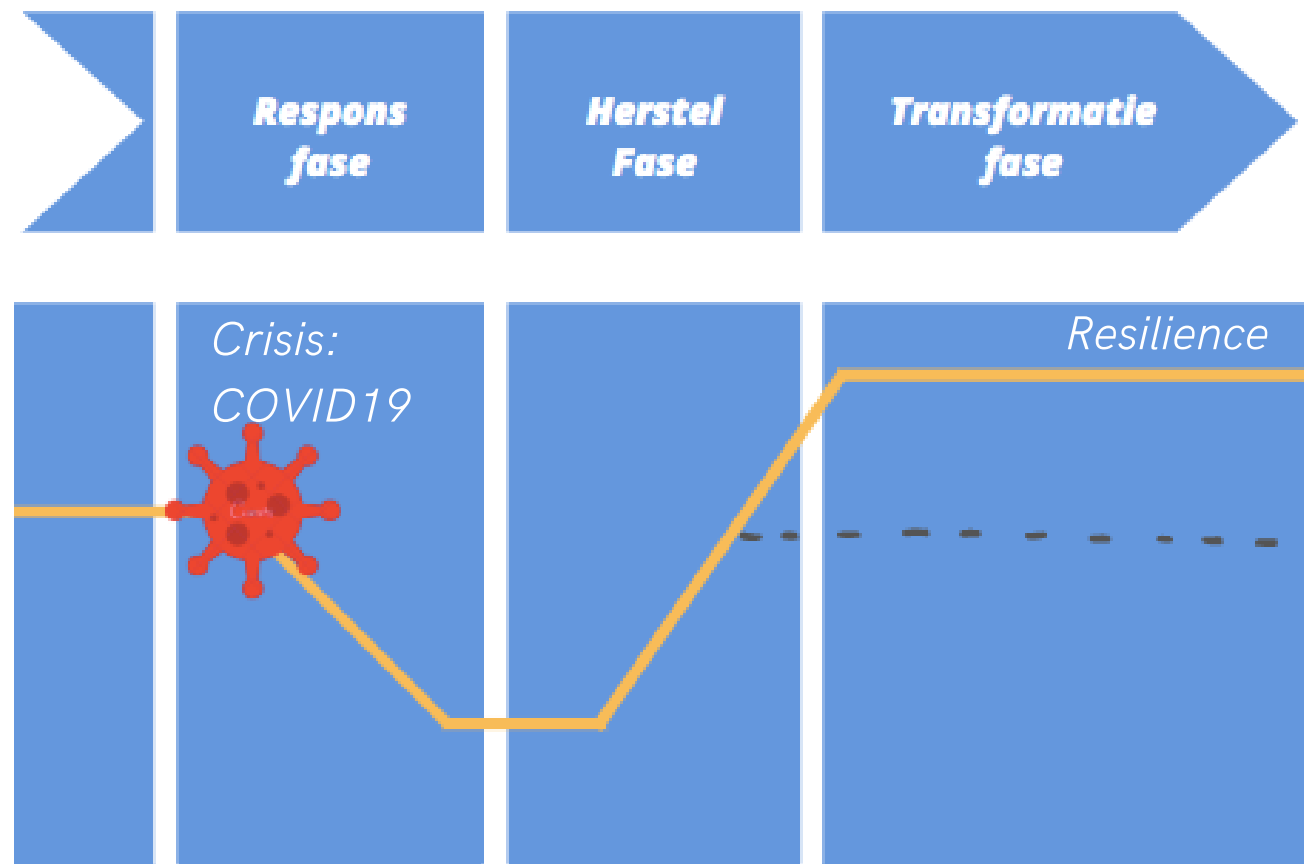 Respons
fase
Herstel
Fase
Transformatie
fase
Crisis:
COVID19
Resilience